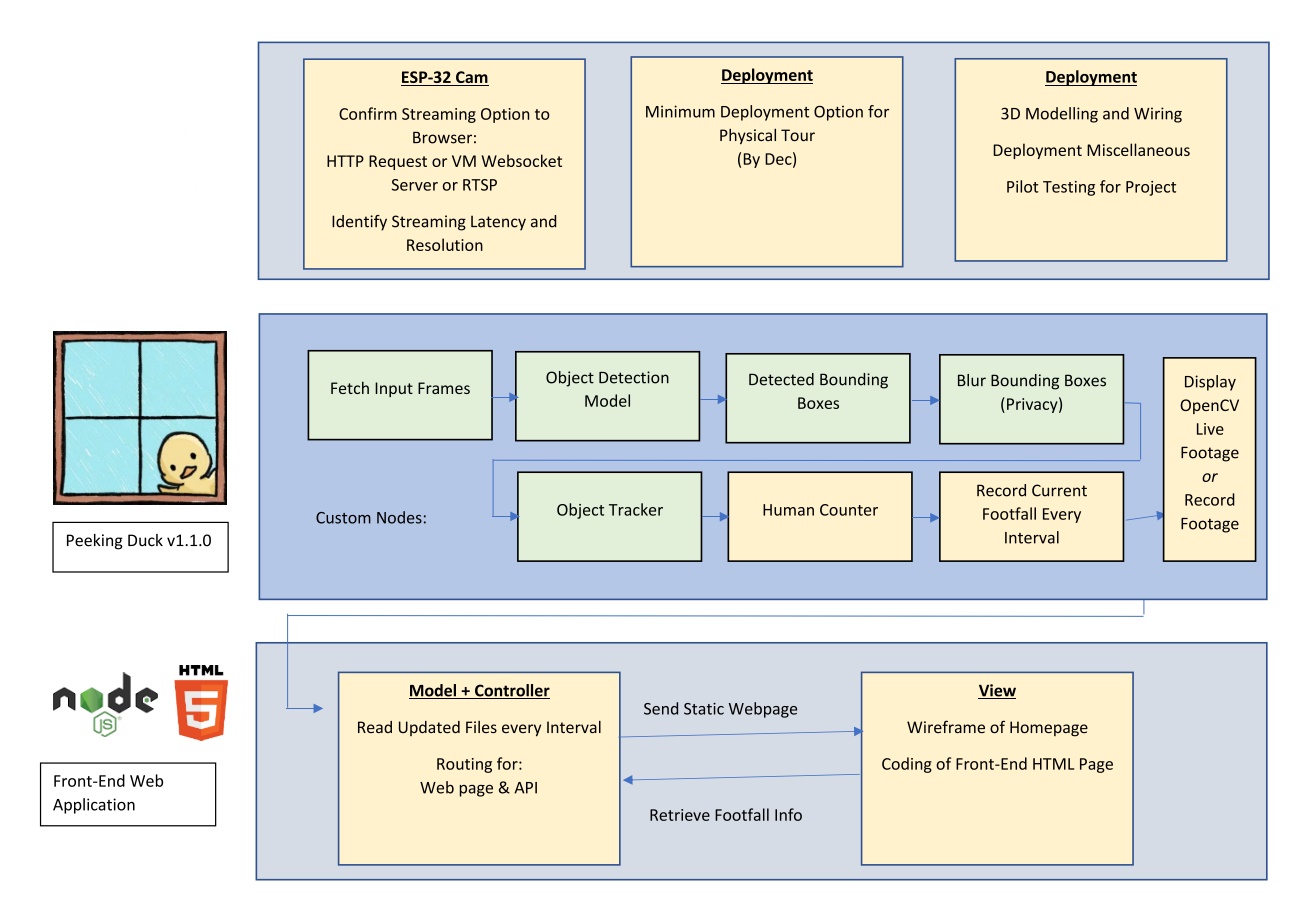 ESP-32 Cam
Confirm Streaming Option to
Browser:
HTTP Request or VM Websocket
Server or RTSP
Identify Streaming Latency and
Resolution
Deployment
Minimum Deployment Option for
Physical Tour
(By Dec)
Deployment
3D Modelling and Wiring
Deployment Miscellaneous
Pilot Testing for Project
Peeking Duck v1.1.0
Fetch Input Frames
Object Detection
Model
Detected Bounding
Boxes
Blur Bounding Boxes
(Privacy)
Custom Nodes:
Object Tracker
Human Counter
Record Current
Footfall Every
Interval
Display
OpenCV
Live
Footage
or
Record
Footage
node
JS
HTML
5
Front-End Web
Application
Model + Controller
Read Updated Files every Interval
Routing for:
Web page & API
Send Static Webpage
Retrieve Footfall Info
View
Wireframe of Homepage
Coding of Front-End HTML Page